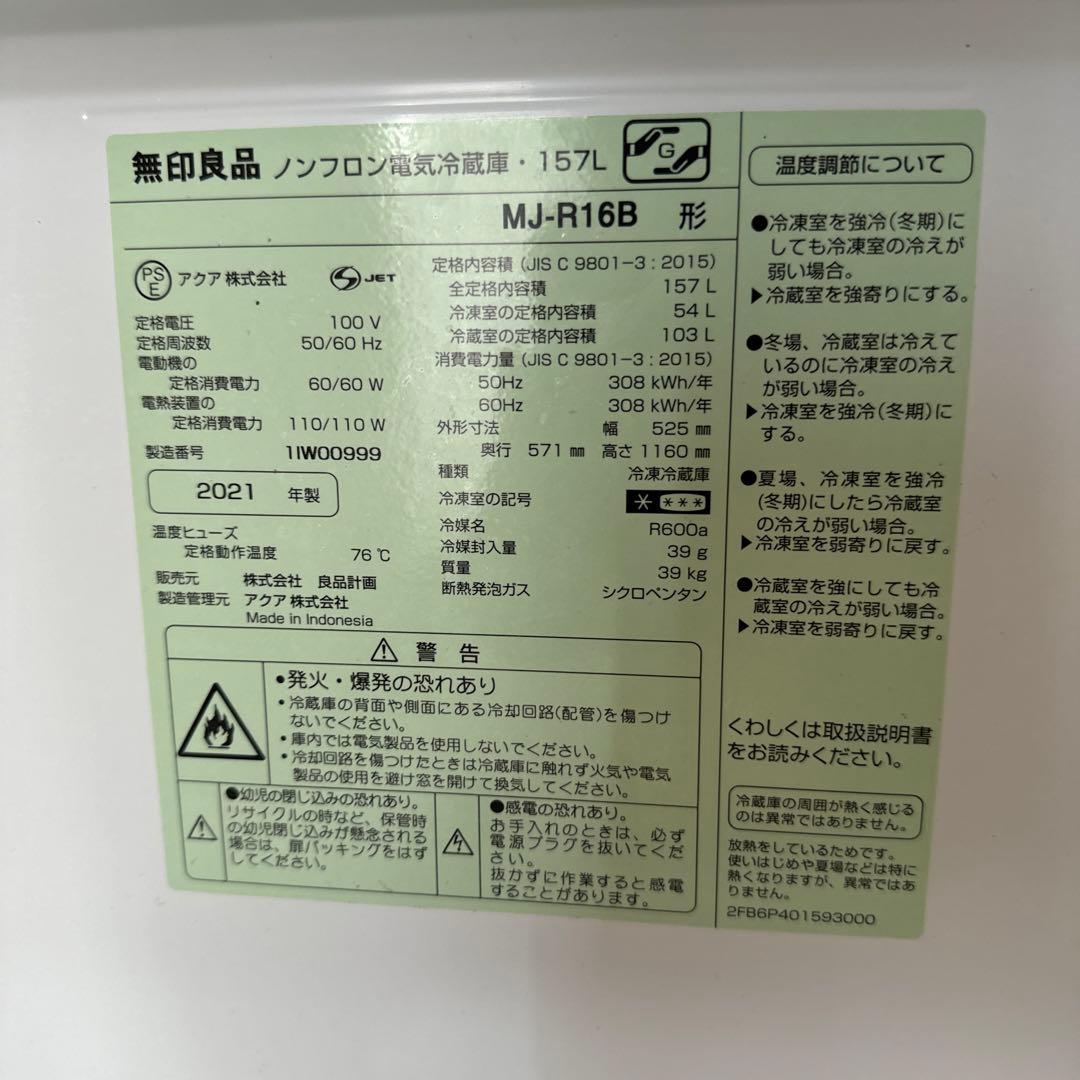 無印良品 ノンフロン電気冷蔵庫・157L G
MJ-R16B 形
PS E アクア 株式会社 S JET
定格電圧 100 V
定格周波数 50/60 Hz
電動機の
定格消費電力 60/60 W
電熱装置の
定格消費電力 110/110 W
製造番号 1IW00999
2021 年製
温度ヒューズ
定格動作温度 76 ℃
販売元 株式会社 良品計画
製造管理元 アクア 株式会社
Made in Indonesia
定格内容積 (JIS C 9801-3 : 2015)
全定格内容積 157 L
冷凍室の定格内容積 54 L
冷蔵室の定格内容積 103 L
消費電力量 (JIS C 9801-3 : 2015)
50Hz 308 kWh/年
60Hz 308 kWh/年
外形寸法 幅 525 ㎜
奥行 571 ㎜ 高さ 1160 ㎜
種類 冷凍冷蔵庫
冷凍室の記号 * ***
冷媒名 R600a
冷媒封入量 39 g
質量 39 kg
断熱発泡ガス シクロペンタン
警告
●発火・爆発の恐れあり
・冷蔵庫の背面や側面にある冷却回路(配管)を傷つけ
ないでください。
・庫内では電気製品を使用しないでください。
・冷却回路を傷つけたときは冷蔵庫に触れず火気や電気
製品の使用を避け窓を開けて換気してください。
●幼児の閉じ込みの恐れあり。
リサイクルの時など、保管時
の幼児閉じ込みが懸念される
場合は、扉パッキングをはず
してください。
●感電の恐れあり。
お手入れのときは、必ず
電源プラグを抜いてくだ
さい。
抜かずに作業すると感電
することがあります。
温度調節について
●冷凍室を強冷(冬期)に
しても冷凍室の冷えが
弱い場合。
▶冷蔵室を強寄りにする。
●冬場、冷蔵室は冷えて
いるのに冷凍室の冷え
が弱い場合。
▶冷凍室を強冷(冬期)に
する。
●夏場、冷凍室を強冷
(冬期)にしたら冷蔵室
の冷えが弱い場合。
▶冷凍室を弱寄りに戻す。
●冷蔵室を強にしても冷
蔵室の冷えが弱い場合。
▶冷凍室を弱寄りに戻す。
くわしくは取扱説明書
をお読みください。
冷蔵庫の周囲が熱く感じる
のは異常ではありません。
放熱をしているためです。
使いはじめや夏場などは特に
熱くなりますが、異常ではあ
りません。
2FB6P401593000